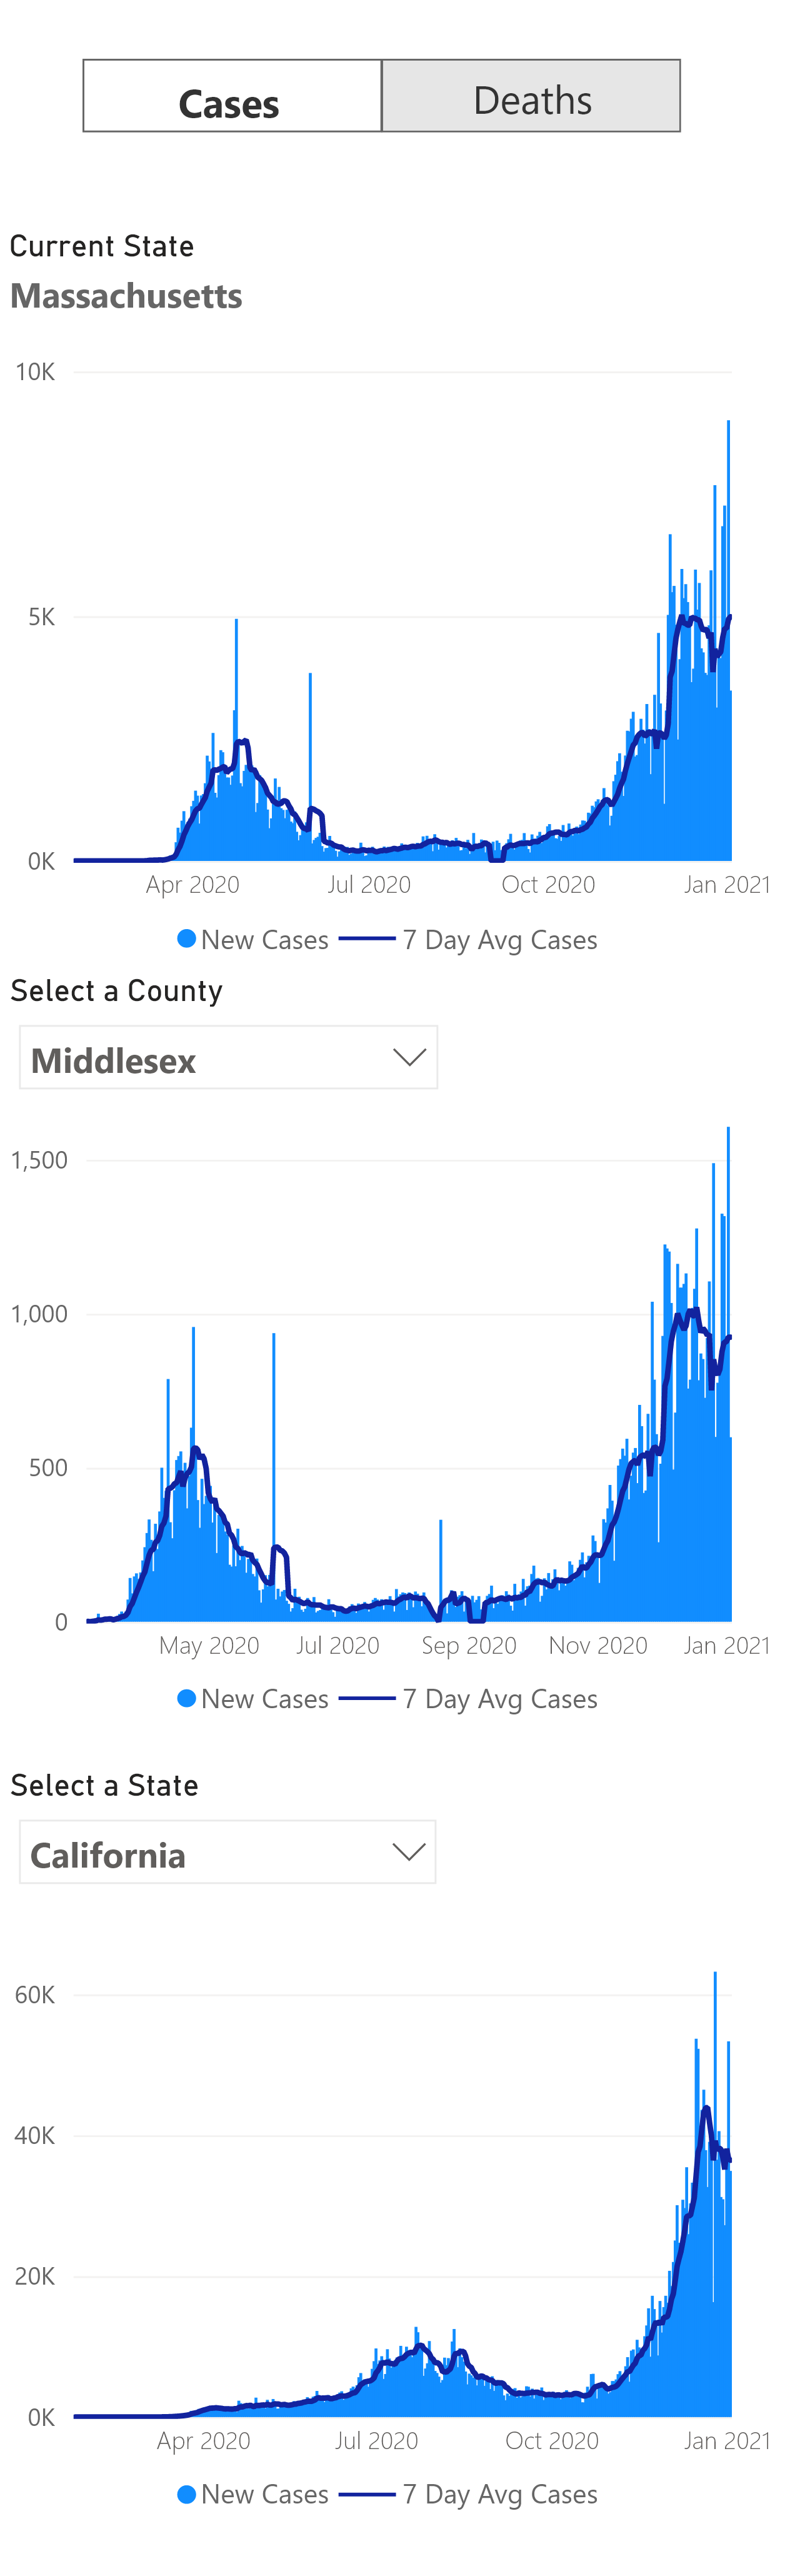 Cases Deaths
Current State
Massachusetts
10K
5K
0K
Apr 2020 Jul 2020 Oct 2020 Jan 2021
New Cases 7 Day Avg Cases
Select a County
Middlesex
1,500
1,000
500
0
May 2020 Jul 2020 Sep 2020 Nov 2020 Jan 2021
New Cases 7 Day Avg Cases
Select a State
California
60K
40K
20K
0K
Apr 2020 Jul 2020 Oct 2020 Jan 2021
New Cases 7 Day Avg Cases